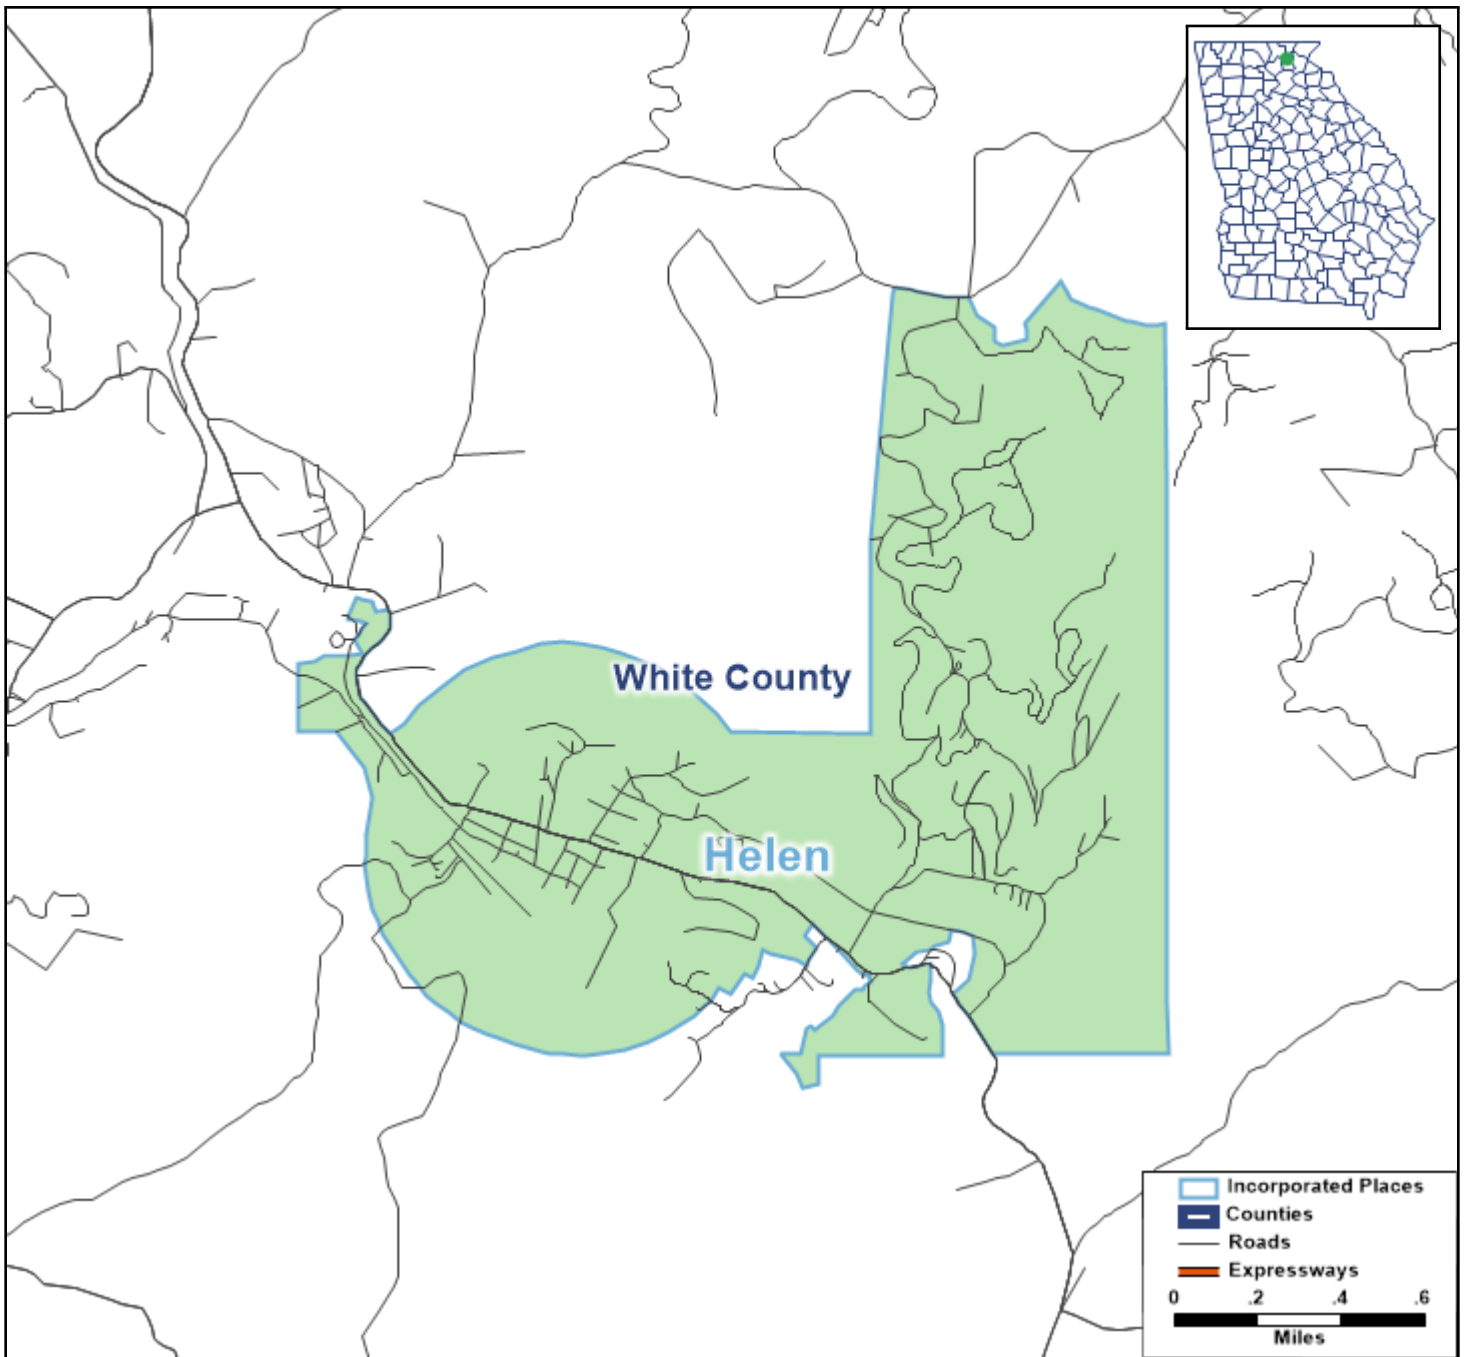 White County
Helen
Incorporated Places
Counties
Roads
Expressways
0 .2 .4 .6
Miles